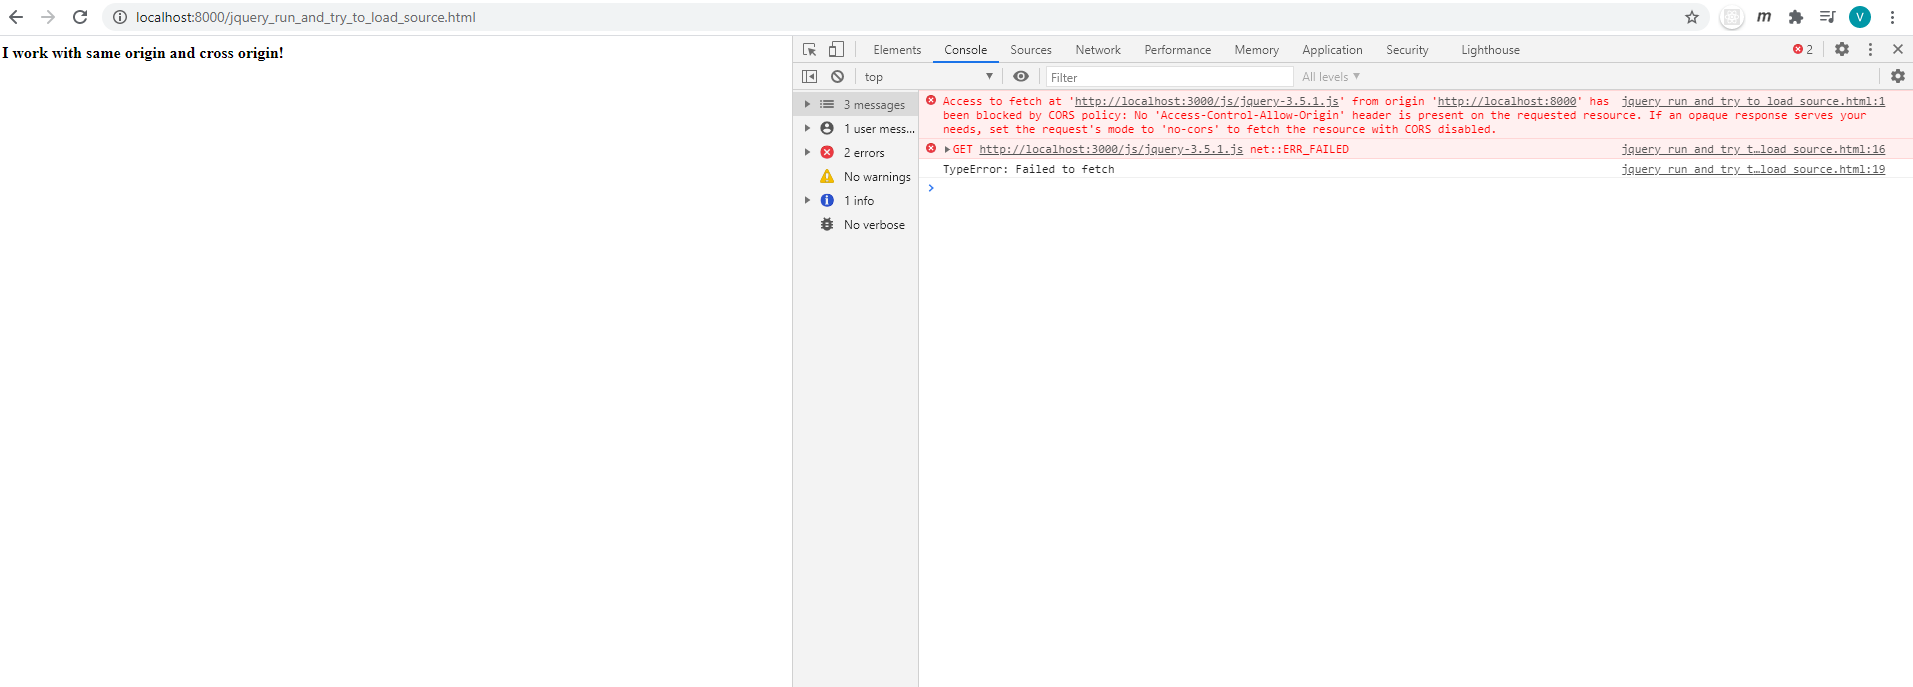 localhost:8000/jquery_run_and_try_to_load_source.html
m
V
I work with same origin and cross origin!
Elements Console Sources Network Performance Memory Application Security Lighthouse 2
top Filter All levels
3 messages
1 user mess...
2 errors
No warnings
1 info
No verbose
Access to fetch at 'http://localhost:3000/js/jquery-3.5.1.js' from origin 'http://localhost:8000' has jquery_run_and_try_to_load_source.html:1
been blocked by CORS policy: No 'Access-Control-Allow-Origin' header is present on the requested resource. If an opaque response serves your
needs, set the request's mode to 'no-cors' to fetch the resource with CORS disabled.
GET http://localhost:3000/js/jquery-3.5.1.js net::ERR_FAILED jquery_run_and_try_t…load_source.html:16
TypeError: Failed to fetch jquery_run_and_try_t…load_source.html:19